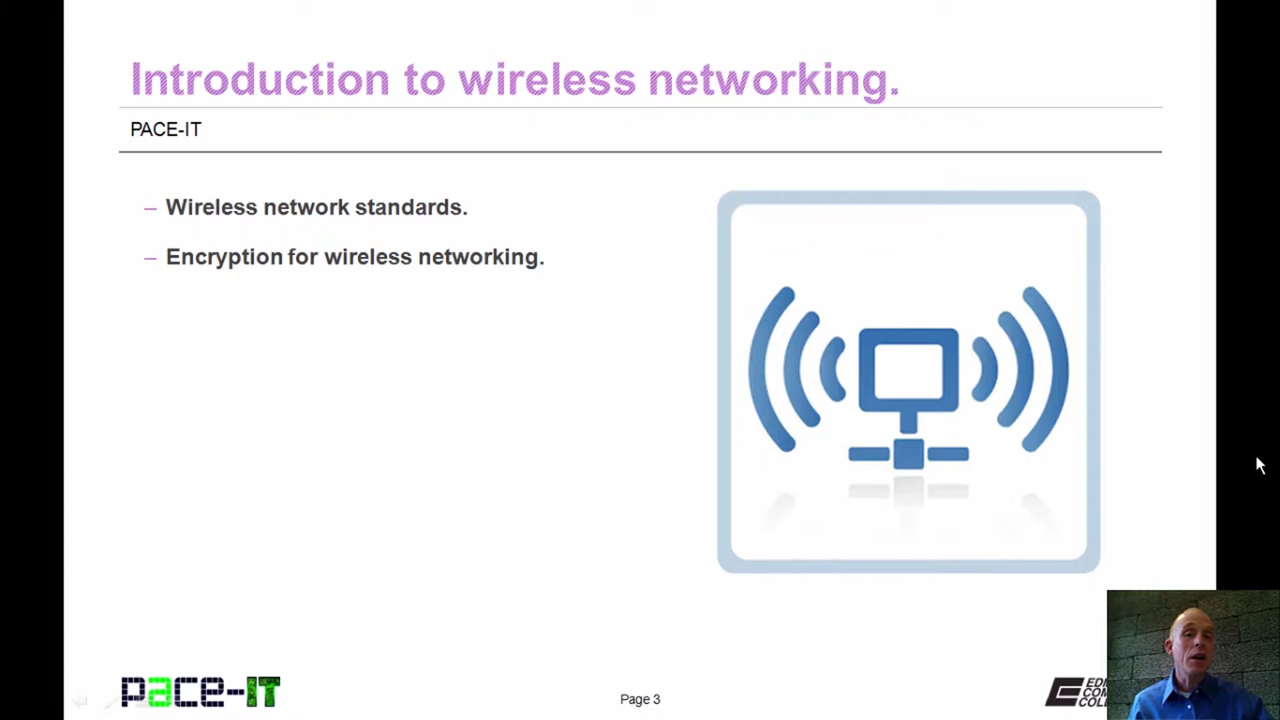 Introduction to wireless networking.
PACE-IT
– Wireless network standards.
– Encryption for wireless networking.
pace-IT
Page 3